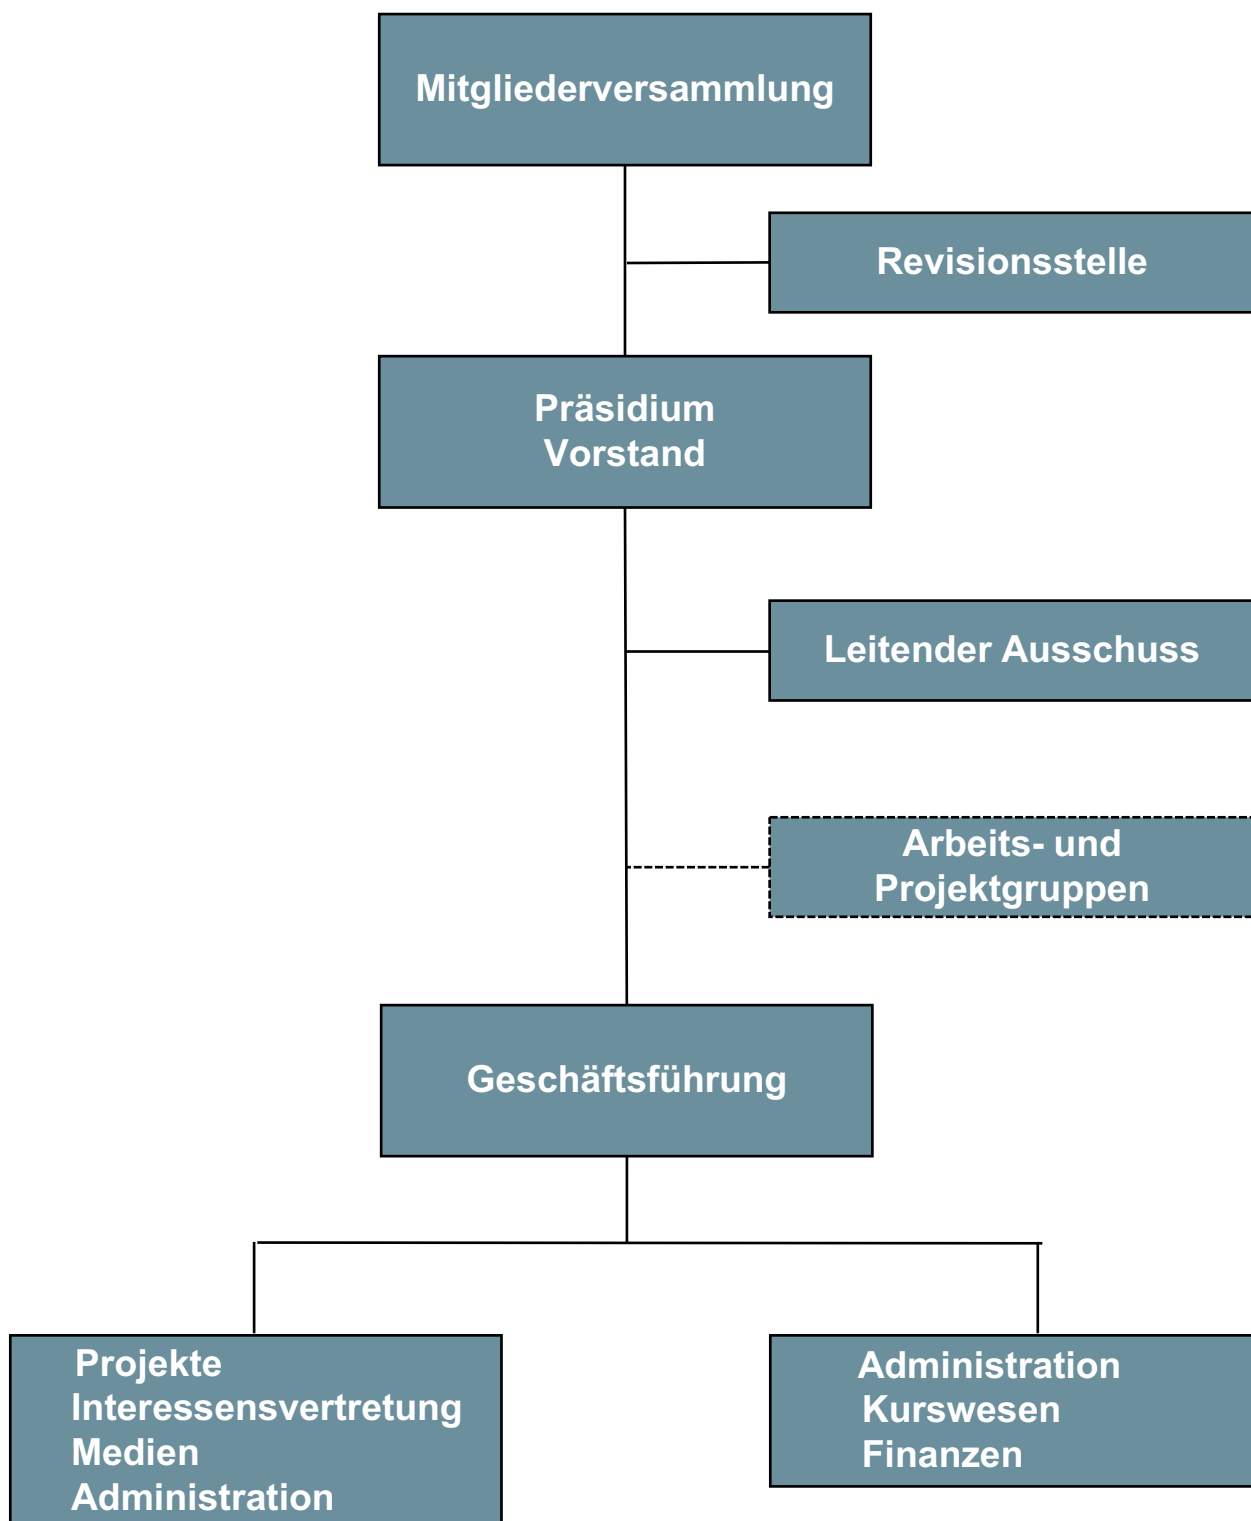 Mitgliederversammlung
Revisionsstelle
Präsidium
Vorstand
Leitender Ausschuss
Arbeits- und
Projektgruppen
Geschäftsführung
Projekte
Interessensvertretung
Medien
Administration
Administration
Kurswesen
Finanzen